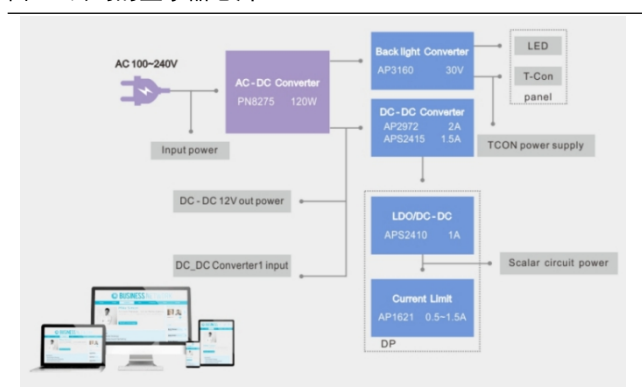 AC 100~240V
AC-DC Converter
PN8275 120W
Back light Converter
AP3160 30V
LED
T-Con
panel
DC-DC Converter
AP2972 2A
APS2415 1.5A
TCON power supply
Input power
DC-DC 12V out power
DC_DC Converter1 input
LDO/DC-DC
APS2410 1A
Scalar circuit power
Current Limit
AP1621 0.5~1.5A
DP
BUSINESS